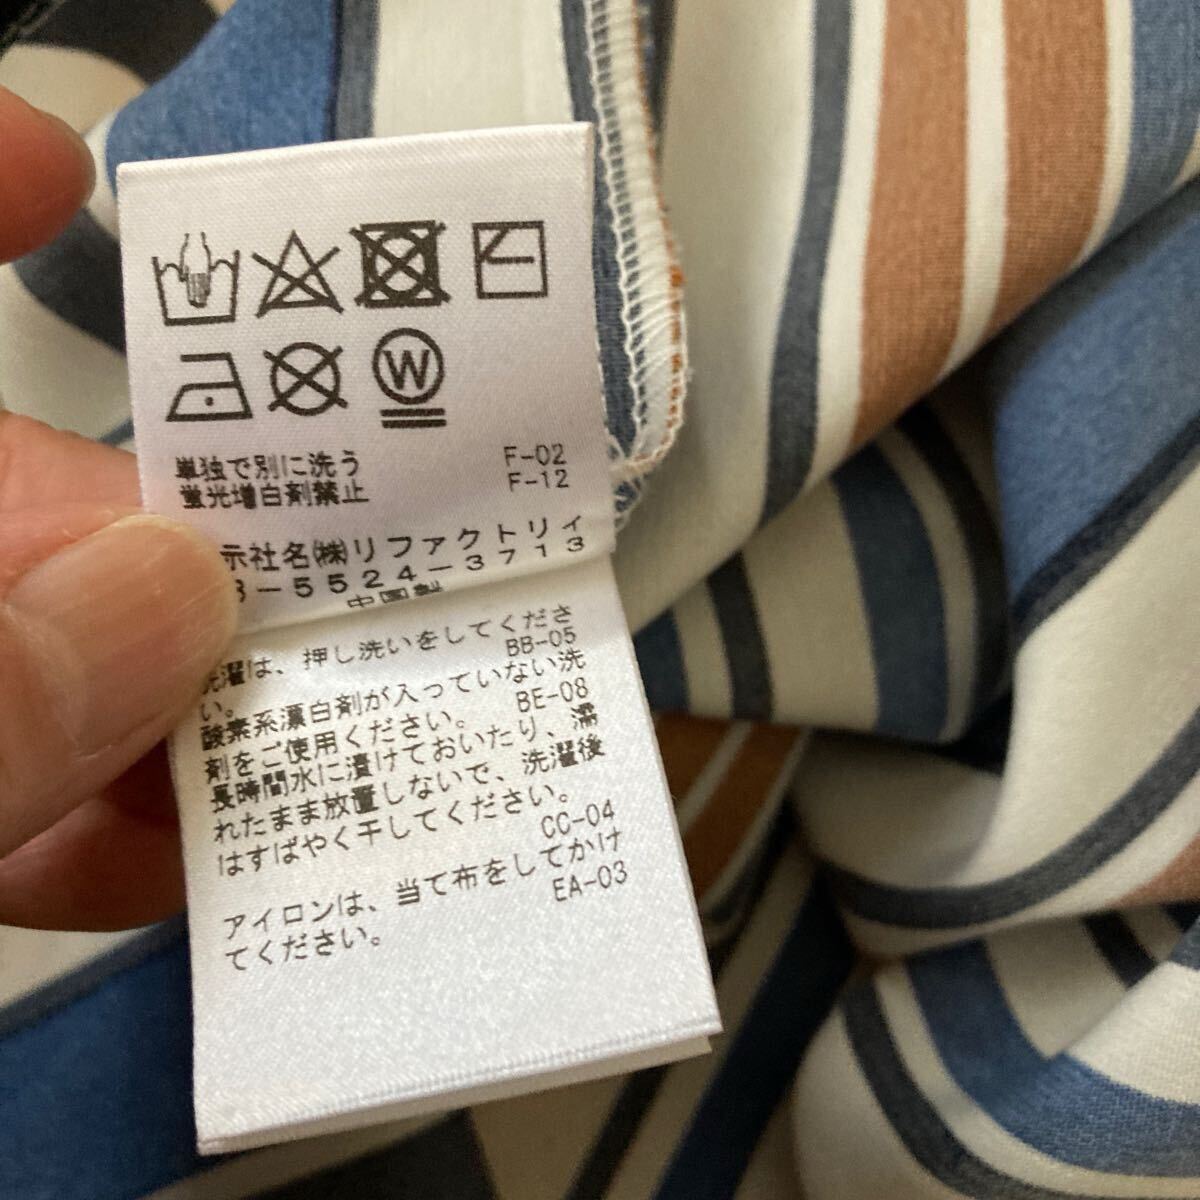 W
単独で別に洗う F-02
蛍光増白剤禁止 F-12
示社名㈱リファクトリィ
3-5524-3713
中国製
洗濯は、押し洗いをしてくださ
い。 BB-05
酸素系漂白剤が入っていない洗
剤をご使用ください。 BE-08
長時間水に漬けておいたり、濡
れたまま放置しないで、洗濯後
はすばやく干してください。
CC-04
アイロンは、当て布をしてかけ
てください。 EA-03